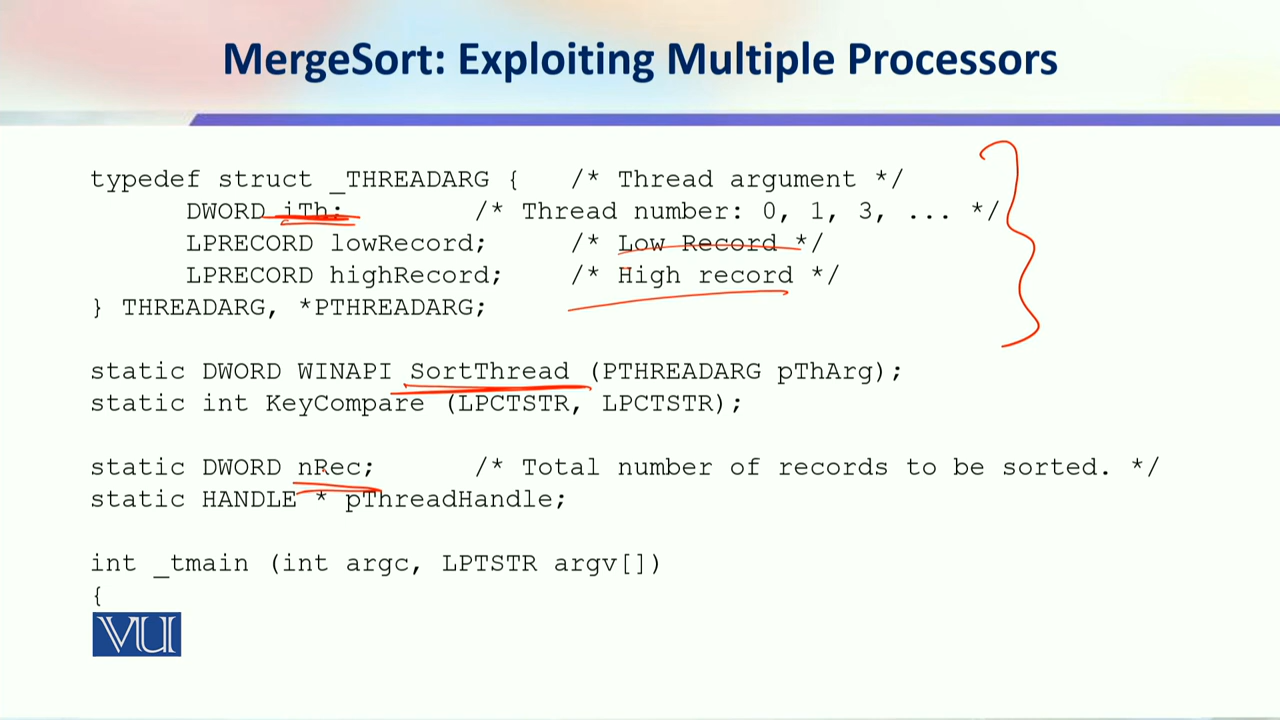 MergeSort: Exploiting Multiple Processors
typedef struct _THREADARG { /* Thread argument */
DWORD iTh; /* Thread number: 0, 1, 3, ... */
LPRECORD lowRecord; /* Low Record */
LPRECORD highRecord; /* High record */
} THREADARG, *PTHREADARG;
static DWORD WINAPI SortThread (PTHREADARG pThArg);
static int KeyCompare (LPCTSTR, LPCTSTR);
static DWORD nRec; /* Total number of records to be sorted. */
static HANDLE * pThreadHandle;
int _tmain (int argc, LPTSTR argv[])
{
VU